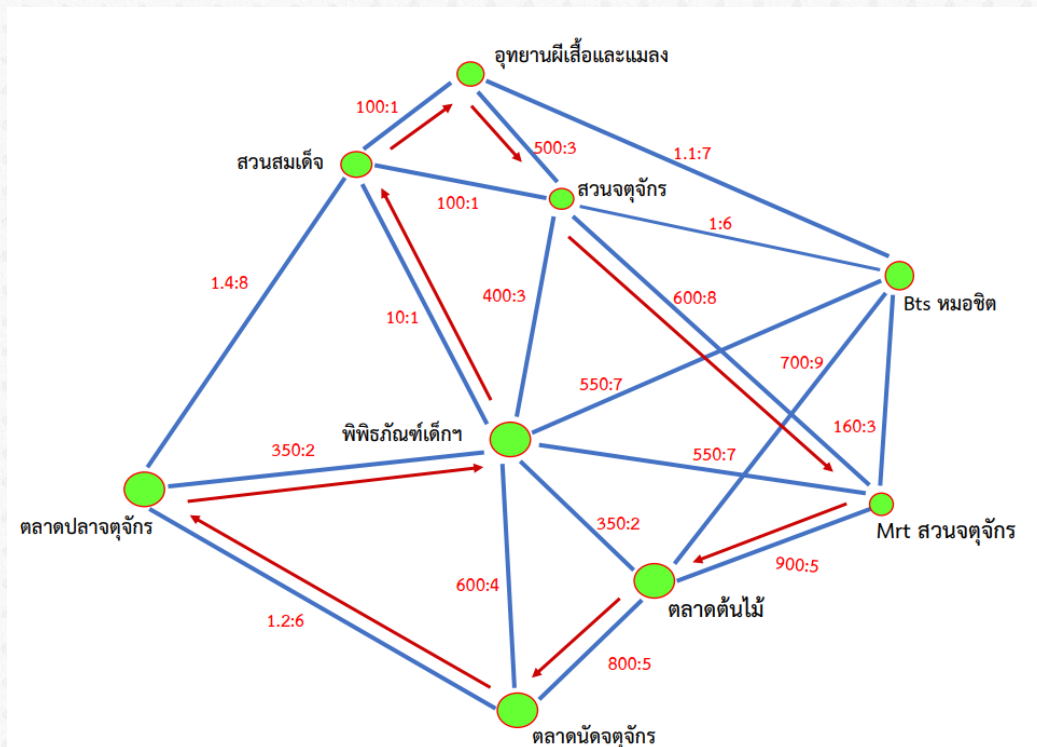 อุทยานผีเสื้อและแมลง
100:1
500:3
1.1:7
สวนสมเด็จ
สวนจตุจักร
100:1
1:6
1.4:8
400:3
600:8
Bts หมอชิต
10:1
700:9
550:7
160:3
พิพิธภัณฑ์เด็กฯ
350:2
550:7
ตลาดปลาจตุจักร
350:2
Mrt สวนจตุจักร
900:5
600:4
ตลาดต้นไม้
1.2:6
800:5
ตลาดนัดจตุจักร